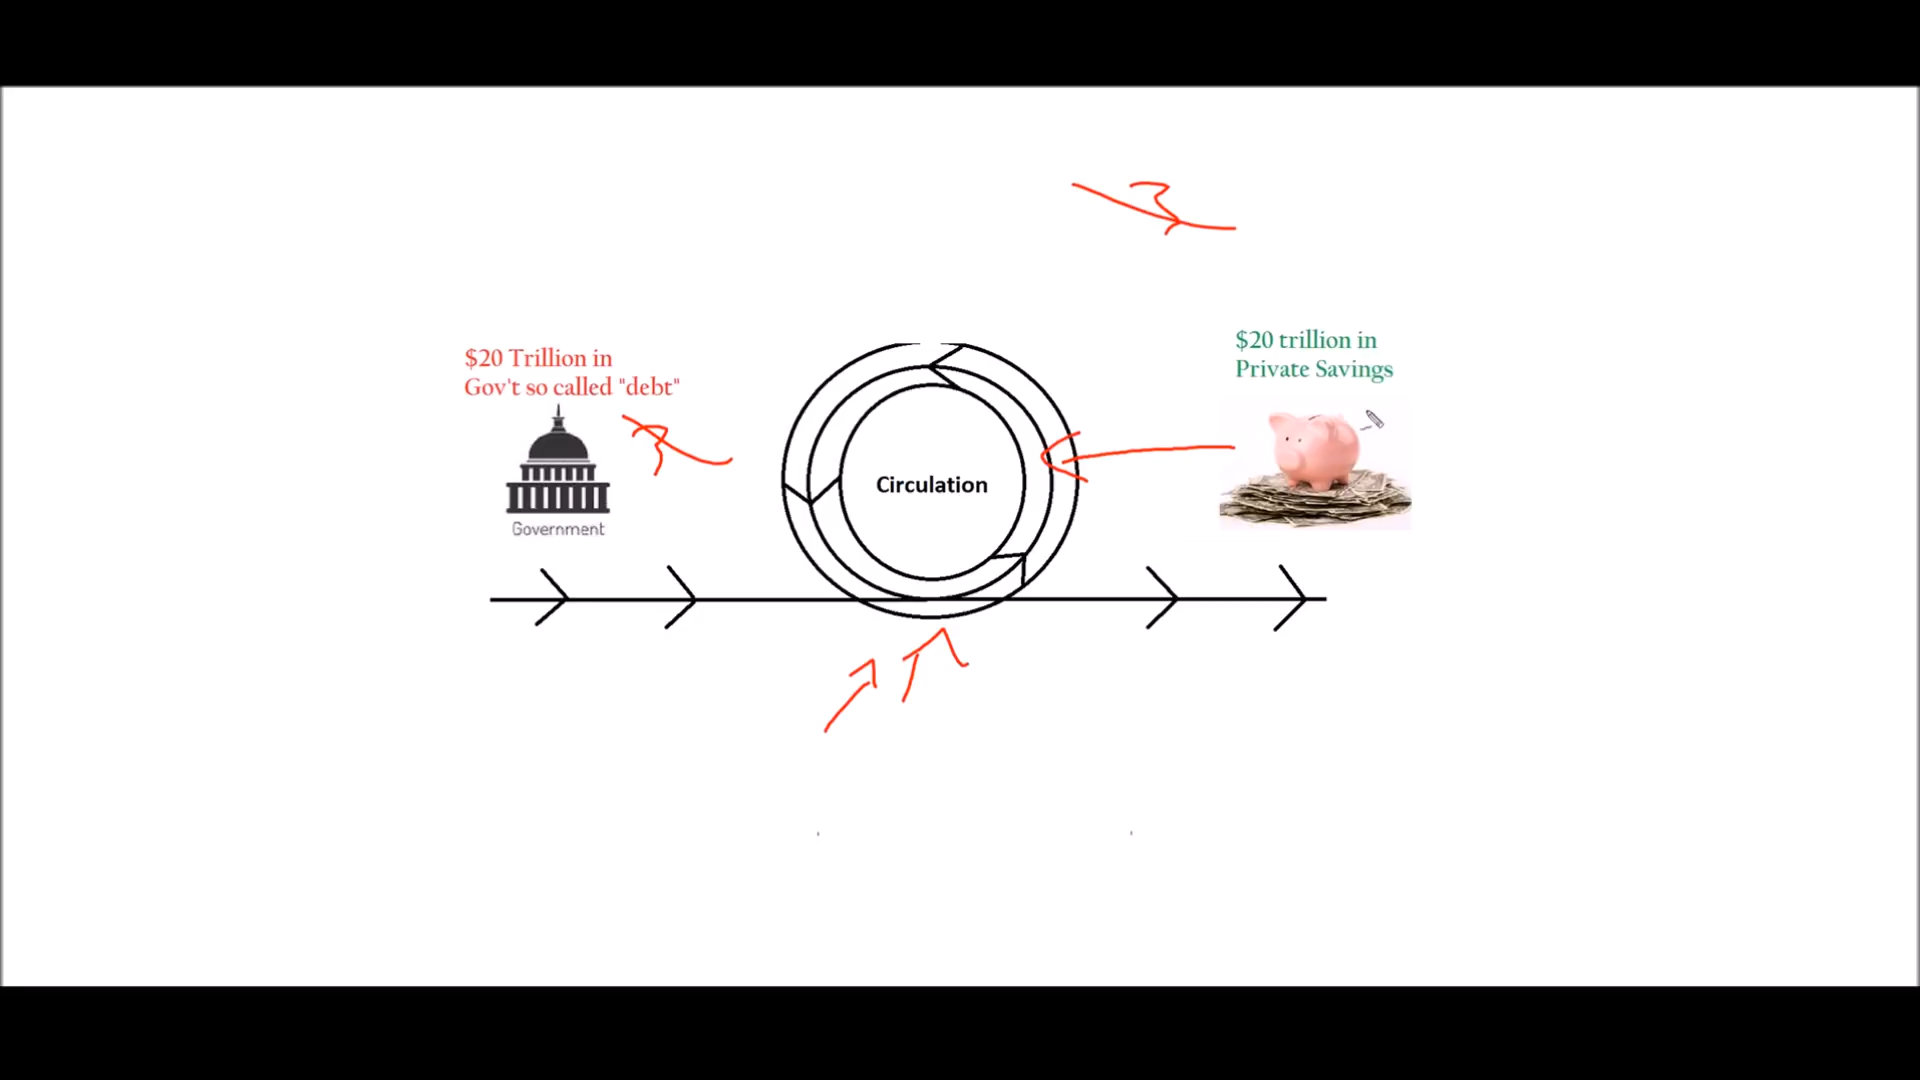 $20 Trillion in
Gov't so called "debt"
Government
Circulation
$20 trillion in
Private Savings